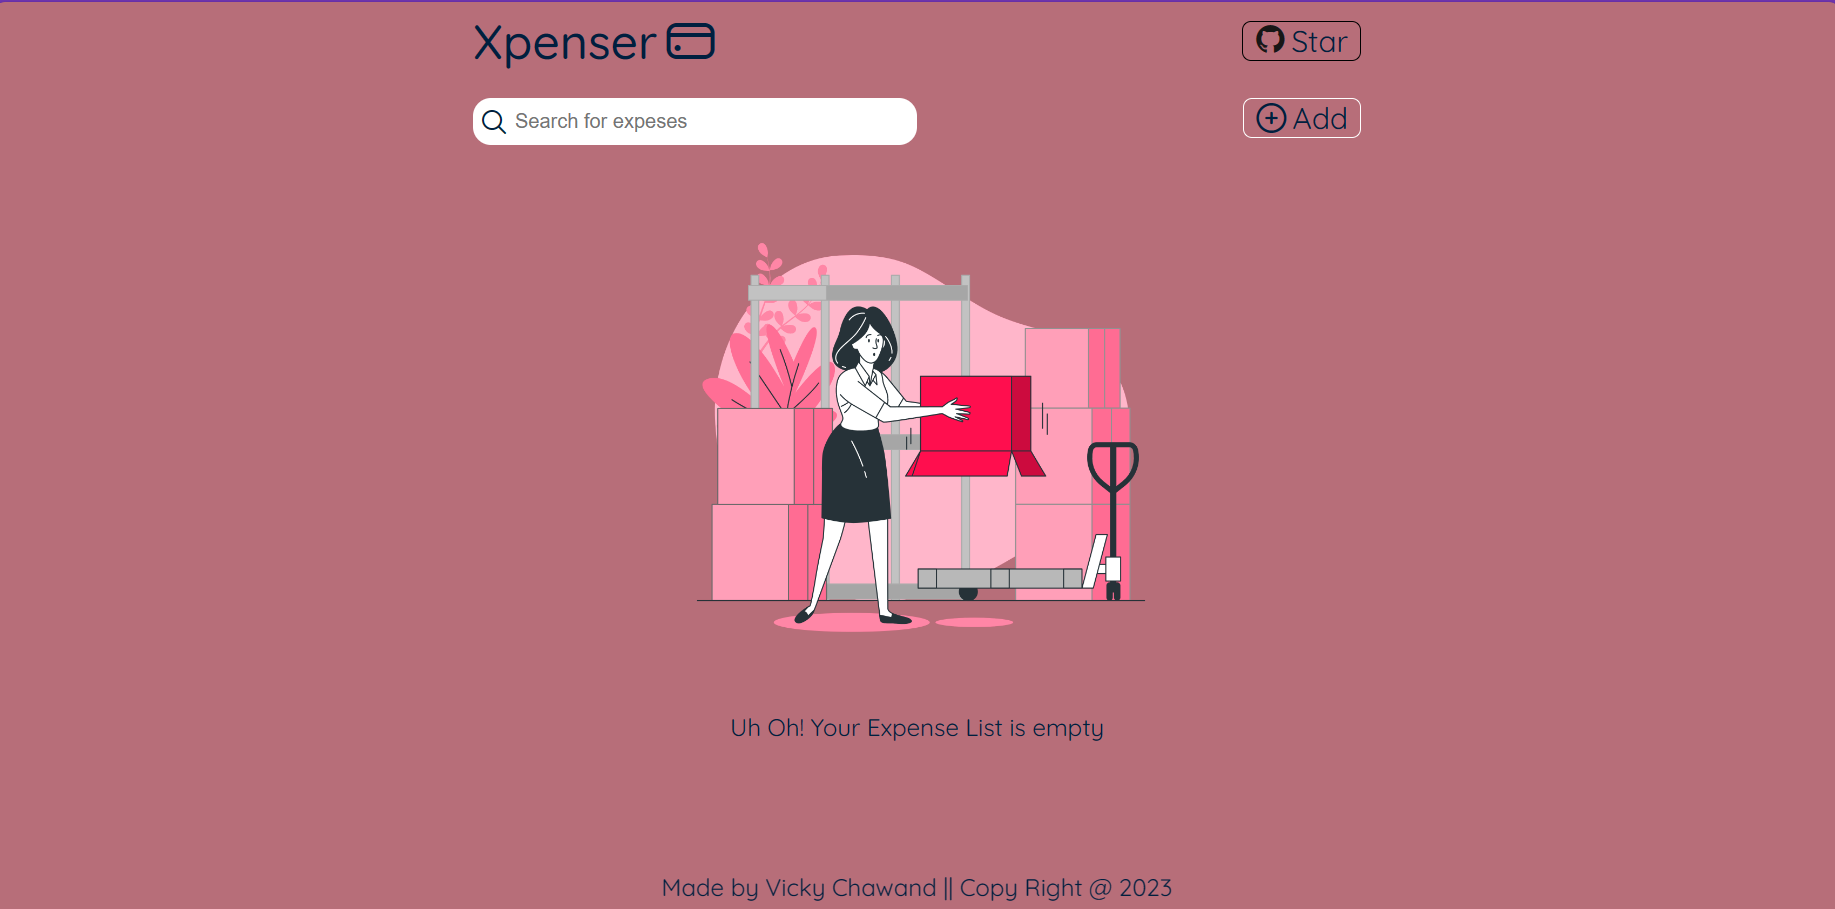 Xpenser
Star
Search for expeses
Add
Uh Oh! Your Expense List is empty
Made by Vicky Chawand || Copy Right @ 2023